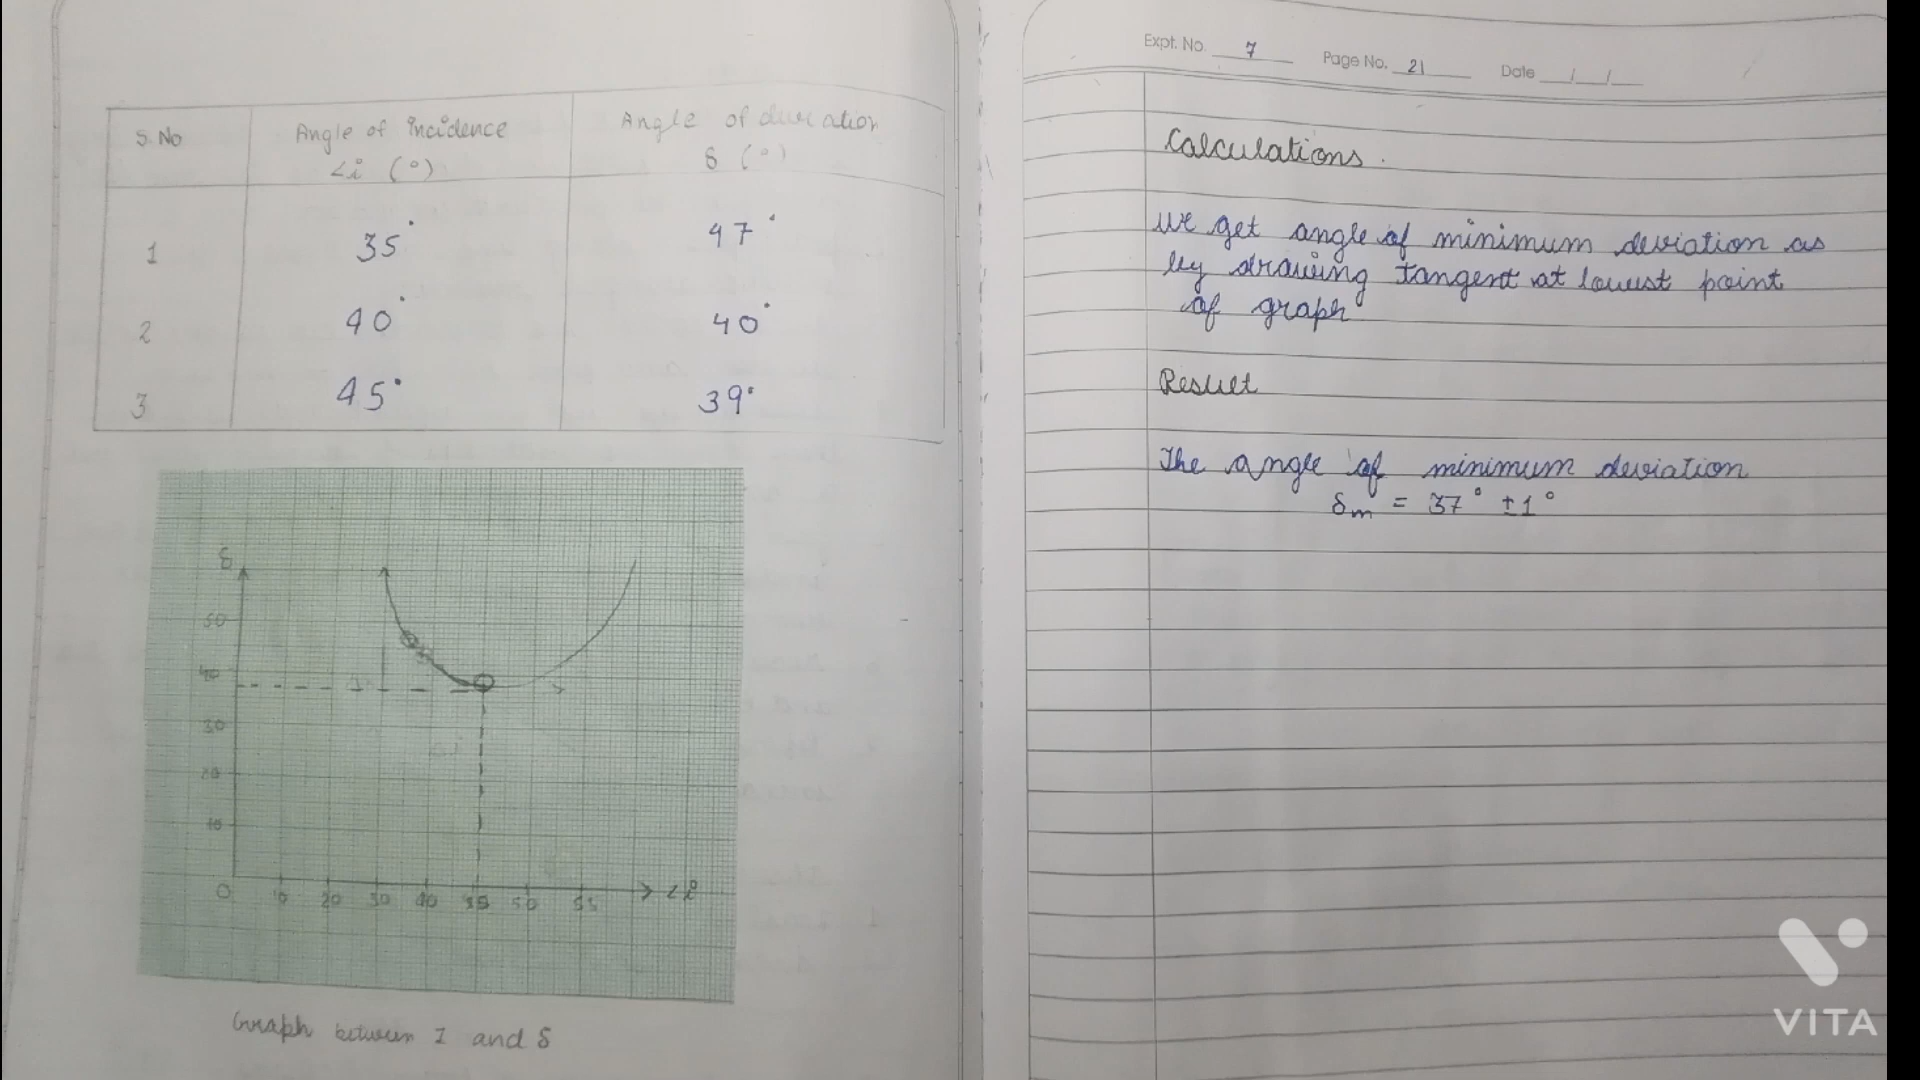 S.No Angle of incidence Angle of deviation
∠i (°) δ (°)
1 35° 47°
2 40° 40°
3 45° 39°
δ
50
40
30
20
10
0 10 20 30 40 45 50 55 ∠i
Graph between I and δ
Expt. No. 7 Page No. 21 Date / /
Calculations.
We get angle of minimum deviation as
by drawing tangent at lowest point
of graph
Result
The angle of minimum deviation
δm = 37° ±1°
VITA